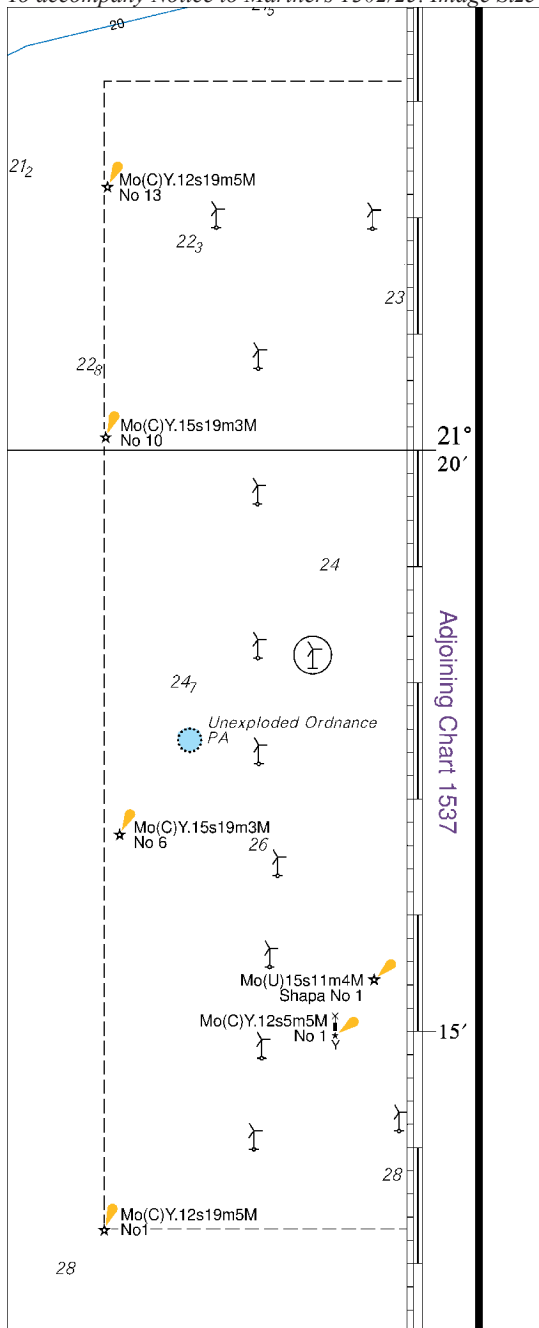 To accompany Notice to Mariners 1302/25. Image Size
20
21₅
21₂
Mo(C)Y.12s19m5M
No 13
22₃
23
22₈
Mo(C)Y.15s19m3M
No 10
21°
20′
24
Adjoining Chart 1537
24₇
Unexploded Ordnance
PA
Mo(C)Y.15s19m3M
No 6
26
Mo(U)15s11m4M
Shapa No 1
Mo(C)Y.12s5m5M
No 1
Y
15′
28
Mo(C)Y.12s19m5M
No1
28